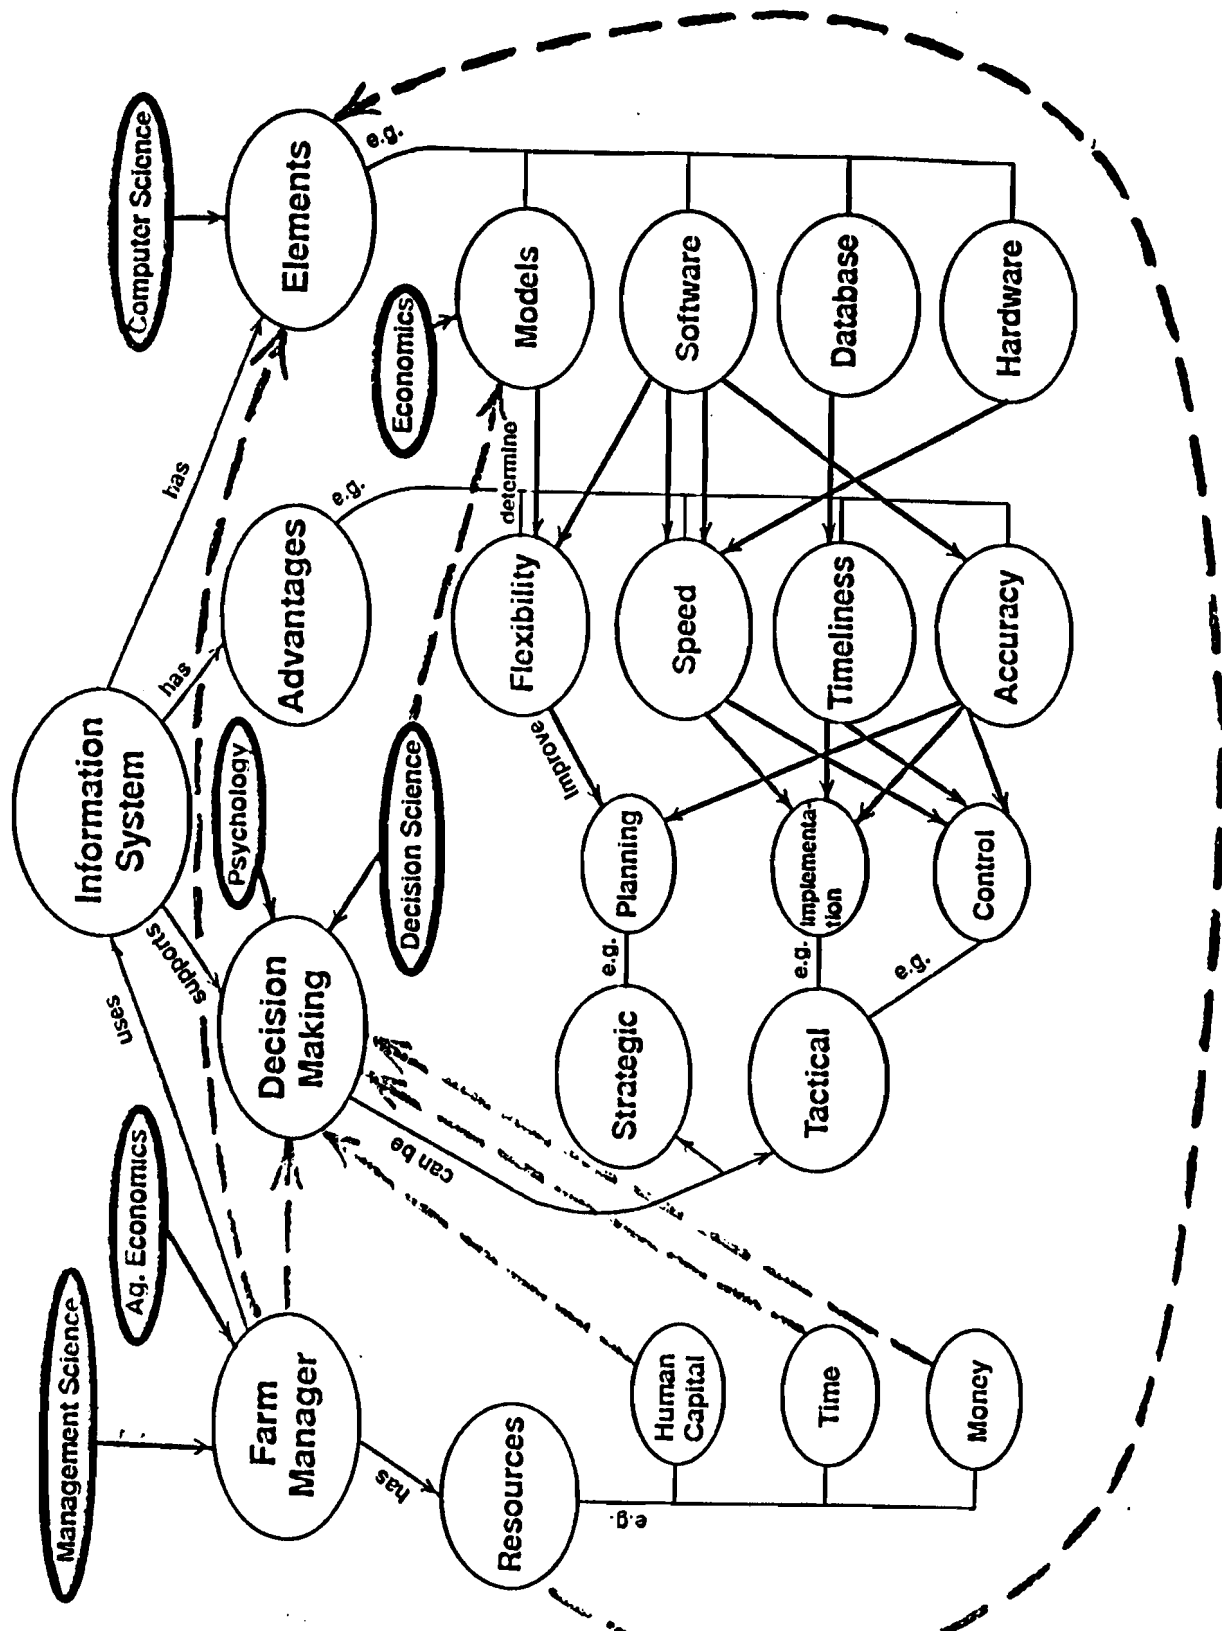 Information
System
Management Science
Ag. Economics
Computer Science
uses
supports
has
has
Farm
Manager
Decision
Making
Psychology
Advantages
Elements
has
can be
Decision Science
Economics
e.g.
e.g.
Resources
e.g.
determine
Human
Capital
Time
Money
Strategic
Tactical
e.g.
e.g.
e.g.
Planning
Implementa-
tion
Control
Improve
Flexibility
Speed
Timeliness
Accuracy
Models
Software
Database
Hardware